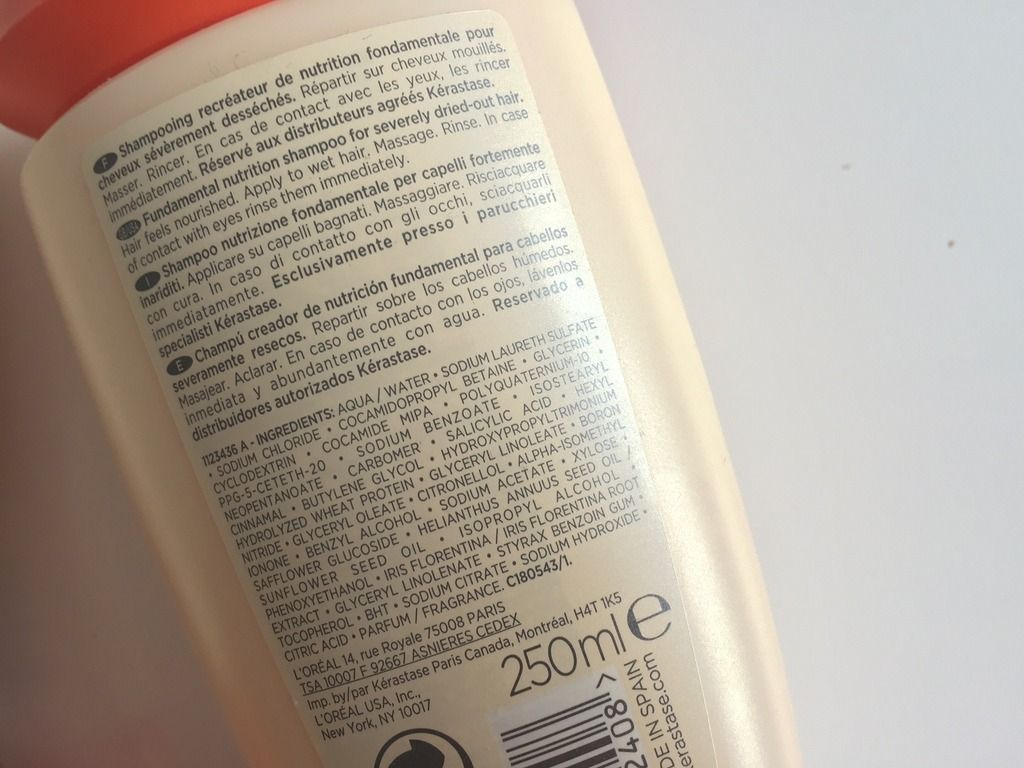 F Shampooing recréateur de nutrition fondamentale pour
cheveux sévèrement desséchés. Répartir sur cheveux mouillés.
Masser. Rincer. En cas de contact avec les yeux, les rincer
immédiatement. Réservé aux distributeurs agréés Kérastase.
Fundamental nutrition shampoo for severely dried-out hair.
Hair feels nourished. Apply to wet hair. Massage. Rinse. In case
of contact with eyes rinse them immediately.
I Shampoo nutrizione fondamentale per capelli fortemente
inariditi. Applicare su capelli bagnati. Massaggiare. Risciacquare
con cura. In caso di contatto con gli occhi, sciacquarli
immediatamente. Esclusivamente presso i parucchieri
specialisti Kérastase.
E Champú creador de nutrición fundamental para cabellos
severamente resecos. Repartir sobre los cabellos húmedos.
Masajear. Aclarar. En caso de contacto con los ojos, lávenlos
inmediata y abundantemente con agua. Reservado a
distribuidores autorizados Kérastase.
1123436 A • INGREDIENTS: AQUA / WATER • SODIUM LAURETH SULFATE
• SODIUM CHLORIDE • COCAMIDOPROPYL BETAINE • GLYCERIN •
CYCLODEXTRIN • COCAMIDE MIPA • POLYQUATERNIUM-10 •
PPG-5-CETETH-20 • SODIUM BENZOATE • ISOSTEARYL
NEOPENTANOATE • CARBOMER • SALICYLIC ACID • HEXYL
CINNAMAL • BUTYLENE GLYCOL • HYDROXYPROPYLTRIMONIUM
HYDROLYZED WHEAT PROTEIN • GLYCERYL LINOLEATE • BORON
NITRIDE • GLYCERYL OLEATE • CITRONELLOL • ALPHA-ISOMETHYL
IONONE • BENZYL ALCOHOL • SODIUM ACETATE • XYLOSE •
SAFFLOWER GLUCOSIDE • HELIANTHUS ANNUUS SEED OIL /
SUNFLOWER SEED OIL • ISOPROPYL ALCOHOL •
PHENOXYETHANOL • IRIS FLORENTINA / IRIS FLORENTINA ROOT
EXTRACT • GLYCERYL LINOLENATE • STYRAX BENZOIN GUM •
TOCOPHEROL • BHT • SODIUM CITRATE • SODIUM HYDROXIDE •
CITRIC ACID • PARFUM / FRAGRANCE. C180543/1.
L'ORÉAL 14, rue Royale 75008 PARIS
TSA 10007 F 92667 ASNIERES CEDEX
Imp. by/par Kérastase Paris Canada, Montréal, H4T 1K5
L'ORÉAL USA, Inc.,
New York, NY 10017
250ml e
2408
DE IN SPAIN
erastase.com